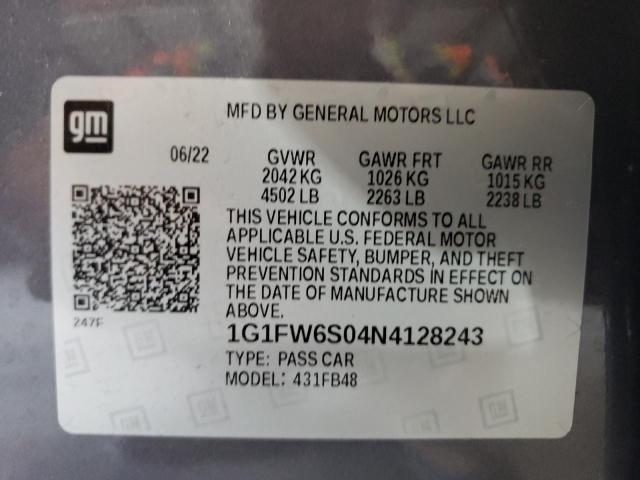 gm
MFD BY GENERAL MOTORS LLC
06/22 GVWR GAWR FRT GAWR RR
2042 KG 1026 KG 1015 KG
4502 LB 2263 LB 2238 LB
THIS VEHICLE CONFORMS TO ALL
APPLICABLE U.S. FEDERAL MOTOR
VEHICLE SAFETY, BUMPER, AND THEFT
PREVENTION STANDARDS IN EFFECT ON
THE DATE OF MANUFACTURE SHOWN
ABOVE.
247F
1G1FW6S04N4128243
TYPE: PASS CAR
MODEL: 431FB48